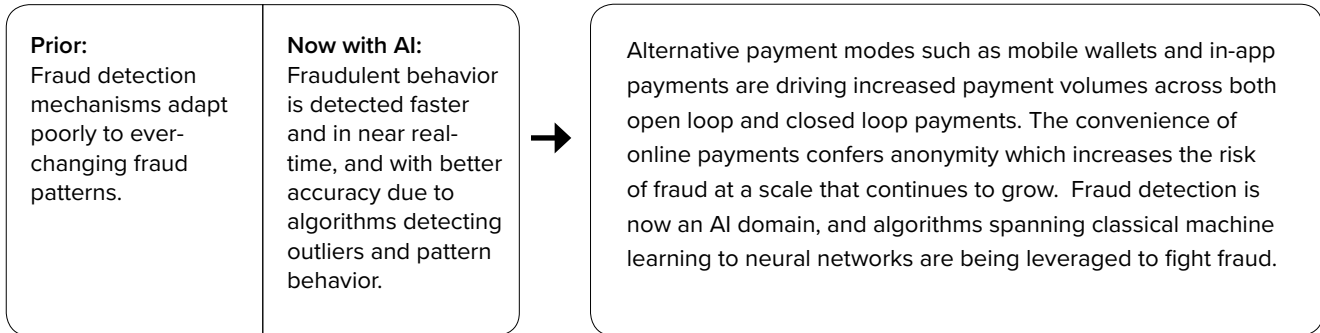 Prior:
Fraud detection
mechanisms adapt
poorly to ever-
changing fraud
patterns.
Now with AI:
Fraudulent behavior
is detected faster
and in near real-
time, and with better
accuracy due to
algorithms detecting
outliers and pattern
behavior.
Alternative payment modes such as mobile wallets and in-app
payments are driving increased payment volumes across both
open loop and closed loop payments. The convenience of
online payments confers anonymity which increases the risk
of fraud at a scale that continues to grow.  Fraud detection is
now an AI domain, and algorithms spanning classical machine
learning to neural networks are being leveraged to fight fraud.